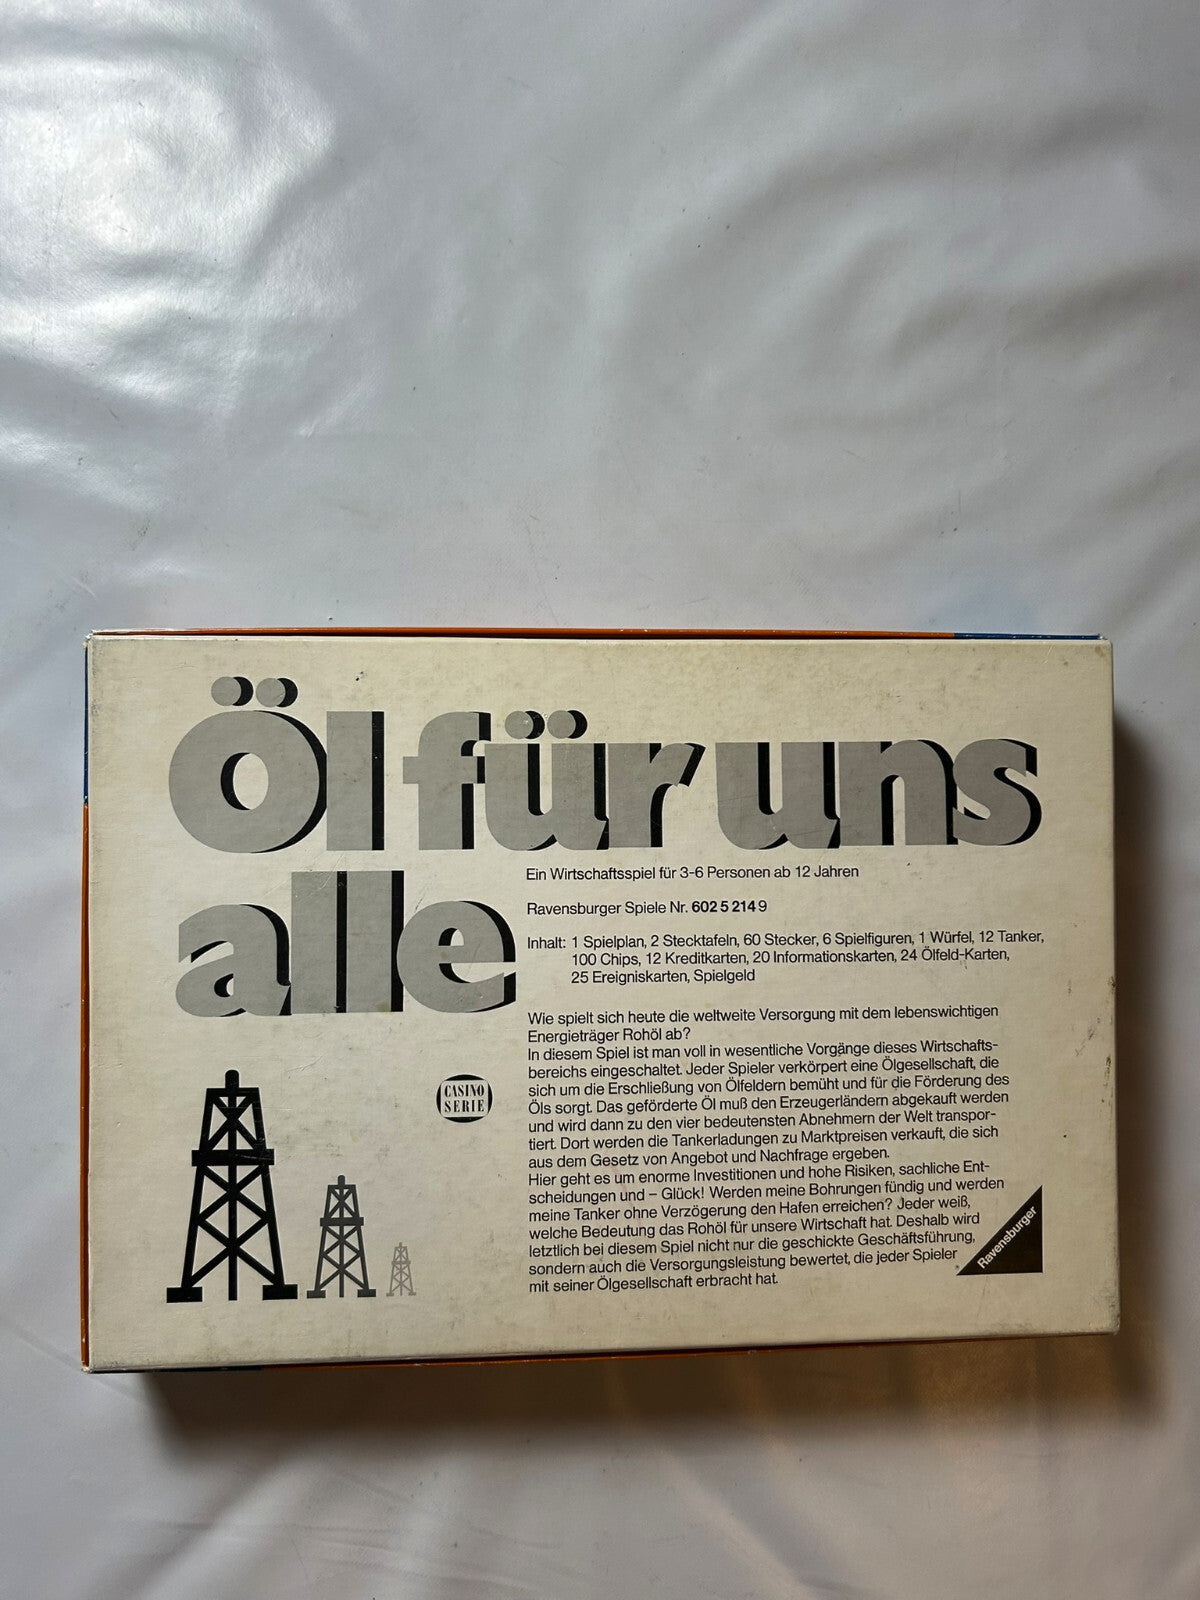 Öl für uns
alle
Ein Wirtschaftsspiel für 3-6 Personen ab 12 Jahren
Ravensburger Spiele Nr. 602 5 214 9
Inhalt: 1 Spielplan, 2 Stecktafeln, 60 Stecker, 6 Spielfiguren, 1 Würfel, 12 Tanker,
100 Chips, 12 Kreditkarten, 20 Informationskarten, 24 Ölfeld-Karten,
25 Ereigniskarten, Spielgeld
Wie spielt sich heute die weltweite Versorgung mit dem lebenswichtigen
Energieträger Rohöl ab?
In diesem Spiel ist man voll in wesentliche Vorgänge dieses Wirtschafts-
bereichs eingeschaltet. Jeder Spieler verkörpert eine Ölgesellschaft, die
sich um die Erschließung von Ölfeldern bemüht und für die Förderung des
Öls sorgt. Das geförderte Öl muß den Erzeugerländern abgekauft werden
und wird dann zu den vier bedeutensten Abnehmern der Welt transpor-
tiert. Dort werden die Tankerladungen zu Marktpreisen verkauft, die sich
aus dem Gesetz von Angebot und Nachfrage ergeben.
Hier geht es um enorme Investitionen und hohe Risiken, sachliche Ent-
scheidungen und – Glück! Werden meine Bohrungen fündig und werden
meine Tanker ohne Verzögerung den Hafen erreichen? Jeder weiß,
welche Bedeutung das Rohöl für unsere Wirtschaft hat. Deshalb wird
letztlich bei diesem Spiel nicht nur die geschickte Geschäftsführung,
sondern auch die Versorgungsleistung bewertet, die jeder Spieler
mit seiner Ölgesellschaft erbracht hat.
CASINO
SERIE
Ravensburger